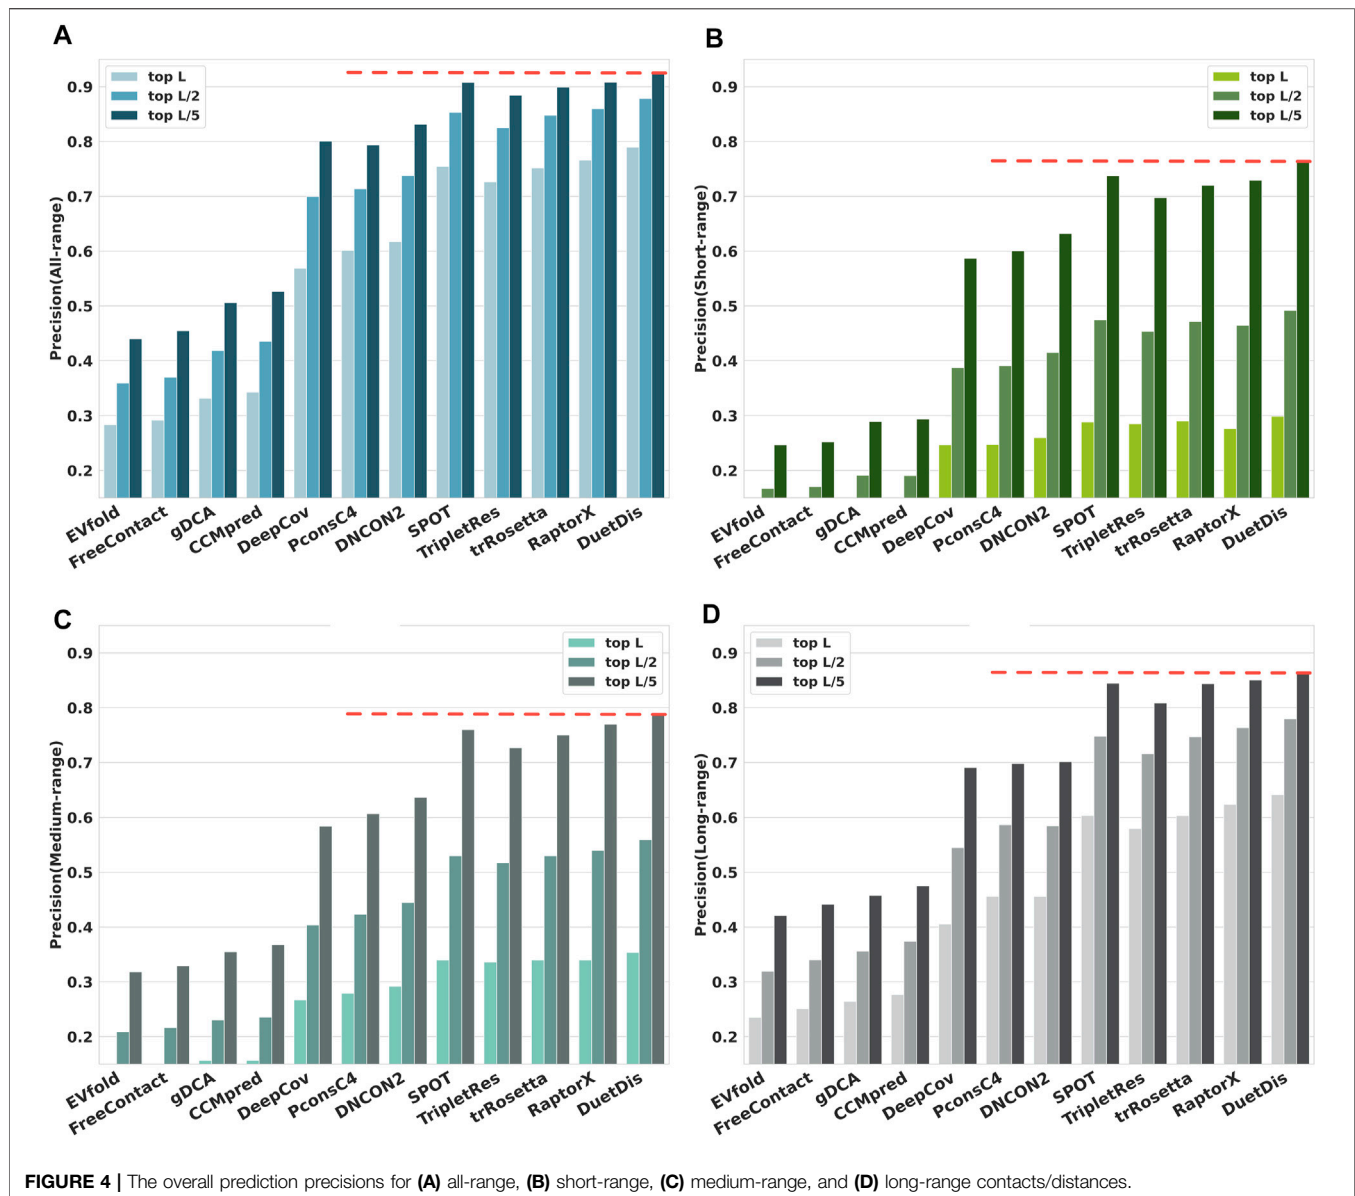 A
top L
top L/2
top L/5
Precision(All-range)
0.9
0.8
0.7
0.6
0.5
0.4
0.3
0.2
EVfold
FreeContact
gDCA
CCMpred
DeepCov
PconsC4
DNCON2
SPOT
TripletRes
trRosetta
RaptorX
DuetDis
B
top L
top L/2
top L/5
Precision(Short-range)
0.9
0.8
0.7
0.6
0.5
0.4
0.3
0.2
EVfold
FreeContact
gDCA
CCMpred
DeepCov
PconsC4
DNCON2
SPOT
TripletRes
trRosetta
RaptorX
DuetDis
C
top L
top L/2
top L/5
Precision(Medium-range)
0.9
0.8
0.7
0.6
0.5
0.4
0.3
0.2
EVfold
FreeContact
gDCA
CCMpred
DeepCov
PconsC4
DNCON2
SPOT
TripletRes
trRosetta
RaptorX
DuetDis
D
top L
top L/2
top L/5
Precision(Long-range)
0.9
0.8
0.7
0.6
0.5
0.4
0.3
0.2
EVfold
FreeContact
gDCA
CCMpred
DeepCov
PconsC4
DNCON2
SPOT
TripletRes
trRosetta
RaptorX
DuetDis
FIGURE 4 | The overall prediction precisions for (A) all-range, (B) short-range, (C) medium-range, and (D) long-range contacts/distances.